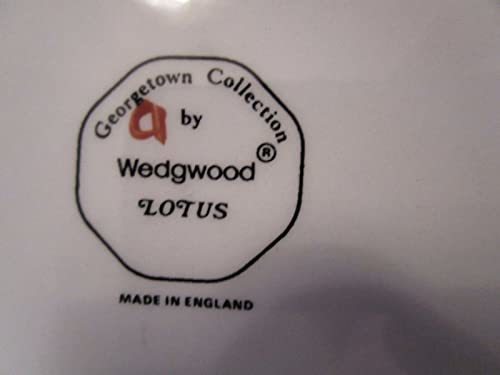 Georgetown Collection
a by
Wedgwood®
LOTUS
MADE IN ENGLAND